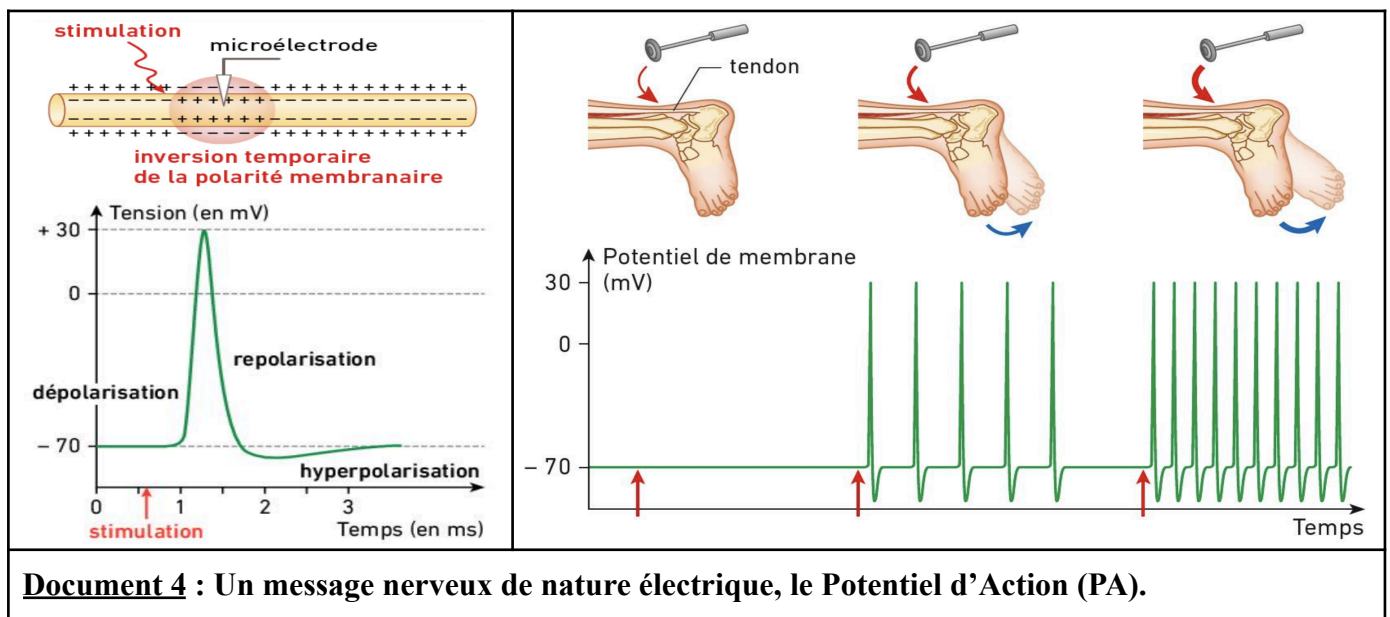 stimulation
microélectrode
inversion temporaire
de la polarité membranaire
Tension (en mV)
+ 30
0
repolarisation
dépolarisation
– 70
hyperpolarisation
0 1 2 3
stimulation
Temps (en ms)
tendon
Potentiel de membrane
(mV)
30
0
– 70
Temps
Document 4 : Un message nerveux de nature électrique, le Potentiel d’Action (PA).